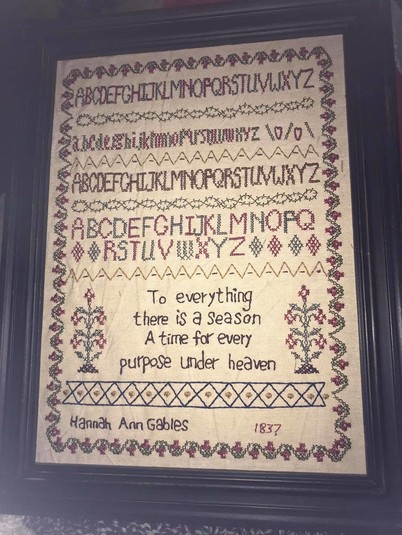 ABCDEFGHIJKLMNOPQRSTUVWXYZ
abcdefghijklmnopqrstuvwxyz \o/o\
ABCDEFGHIJKLMNOPQRSTUVWXYZ
ABCDEFGHIJKLMNOPQ
RSTUVWXYZ
To everything
there is a season
A time for every
purpose under heaven
Hannah Ann Gables 1837